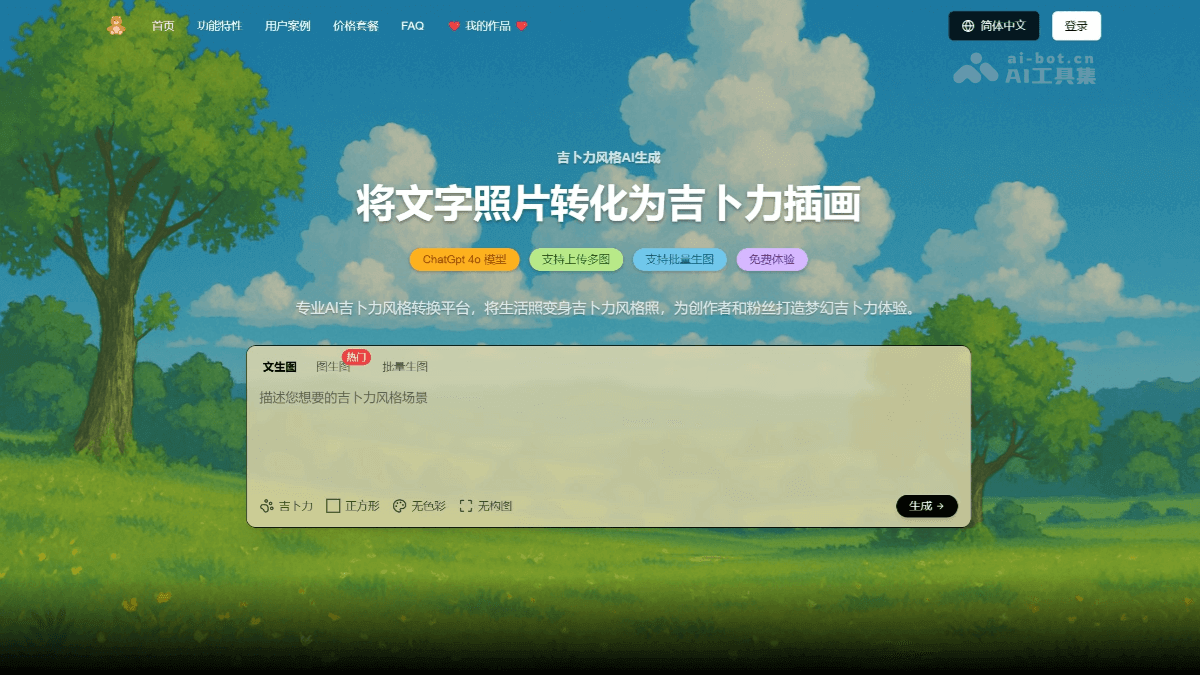 首页 功能特性 用户案例 价格套餐 FAQ 我的作品 简体中文 登录
ai-bot.cn
AI工具集
吉卜力风格AI生成
将文字照片转化为吉卜力插画
ChatGpt 4o 模型 支持上传多图 支持批量生图 免费体验
专业AI吉卜力风格转换平台，将生活照变身吉卜力风格照，为创作者和粉丝打造梦幻吉卜力体验。
文生图 图生图 热门 批量生图
描述您想要的吉卜力风格场景
吉卜力 正方形 无色彩 无构图 生成 →